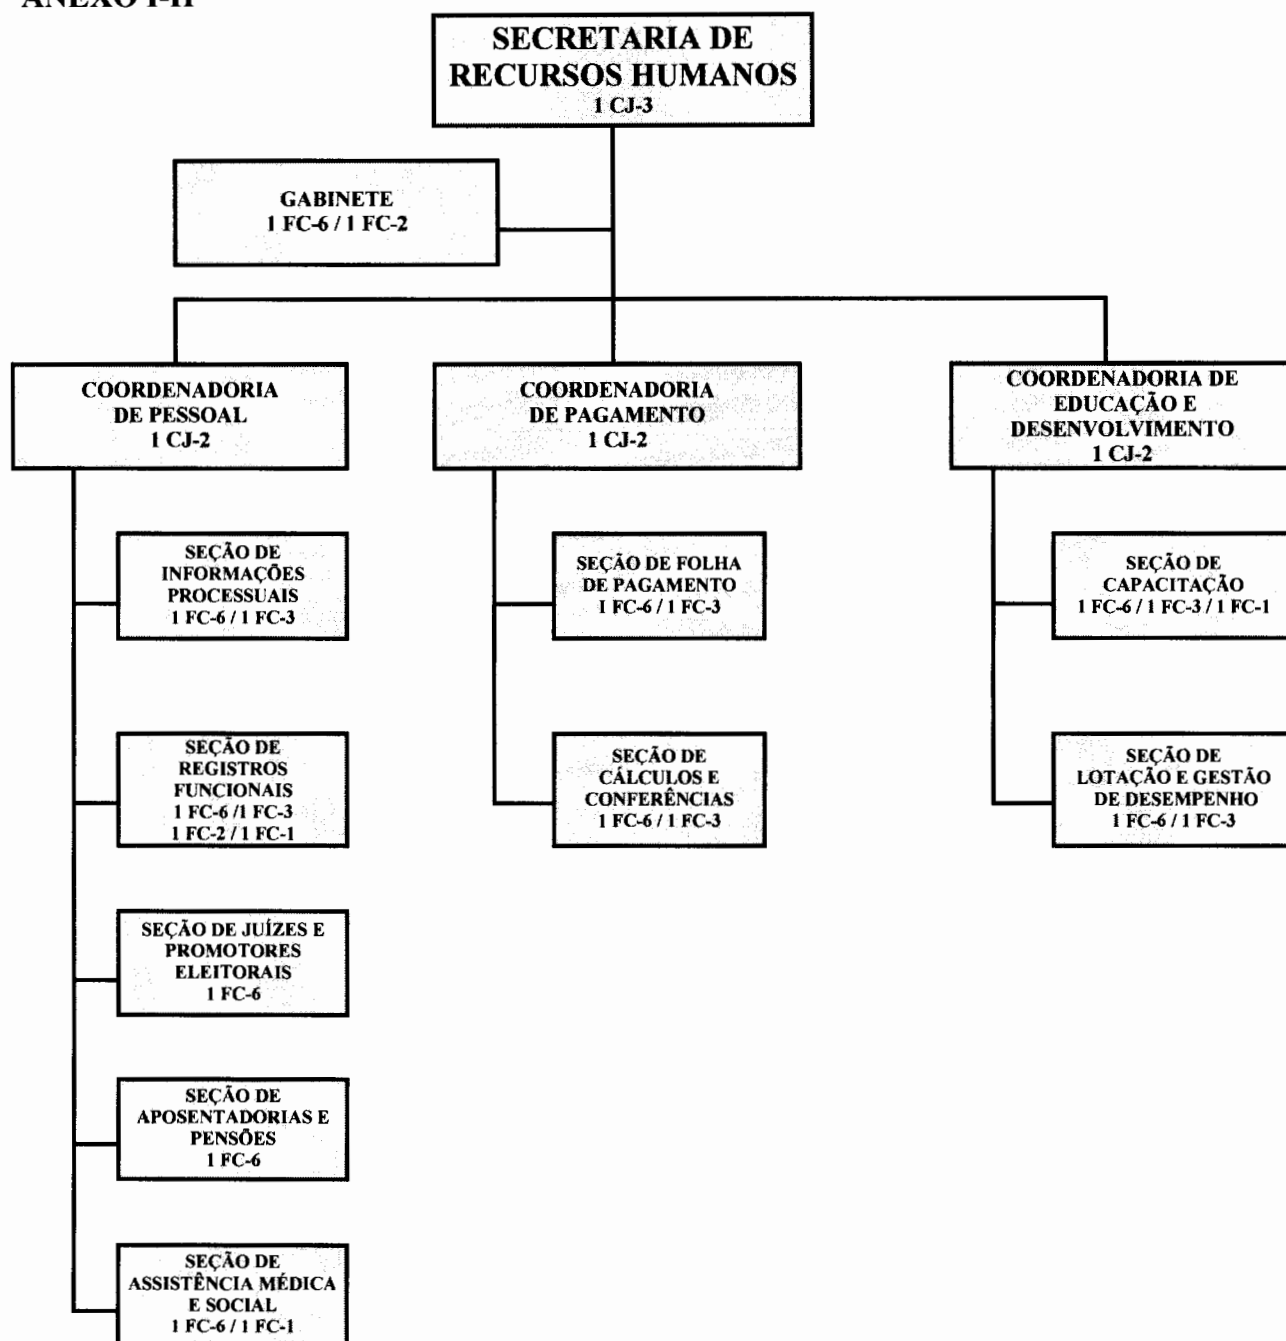 ANEXO I-H
SECRETARIA DE
RECURSOS HUMANOS
1 CJ-3
GABINETE
1 FC-6 / 1 FC-2
COORDENADORIA
DE PESSOAL
1 CJ-2
SEÇÃO DE
INFORMAÇÕES
PROCESSUAIS
1 FC-6 / 1 FC-3
SEÇÃO DE
REGISTROS
FUNCIONAIS
1 FC-6 /1 FC-3
1 FC-2 / 1 FC-1
SEÇÃO DE JUÍZES E
PROMOTORES
ELEITORAIS
1 FC-6
SEÇÃO DE
APOSENTADORIAS E
PENSÕES
1 FC-6
SEÇÃO DE
ASSISTÊNCIA MÉDICA
E SOCIAL
1 FC-6 / 1 FC-1
COORDENADORIA
DE PAGAMENTO
1 CJ-2
SEÇÃO DE FOLHA
DE PAGAMENTO
1 FC-6 / 1 FC-3
SEÇÃO DE
CÁLCULOS E
CONFERÊNCIAS
1 FC-6 / 1 FC-3
COORDENADORIA DE
EDUCAÇÃO E
DESENVOLVIMENTO
1 CJ-2
SEÇÃO DE
CAPACITAÇÃO
1 FC-6 / 1 FC-3 / 1 FC-1
SEÇÃO DE
LOTAÇÃO E GESTÃO
DE DESEMPENHO
1 FC-6 / 1 FC-3